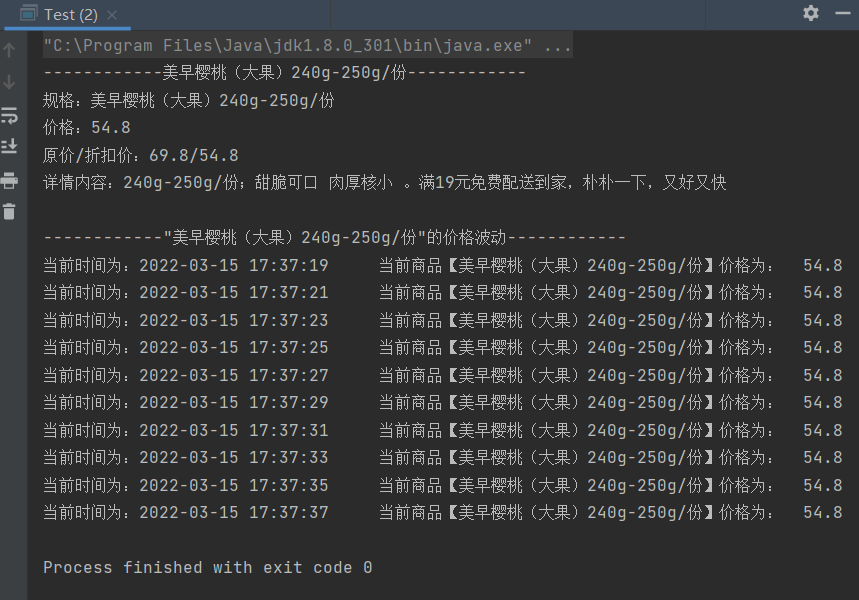 Test (2)
"C:\Program Files\Java\jdk1.8.0_301\bin\java.exe" ...
------------美早樱桃（大果）240g-250g/份------------
规格：美早樱桃（大果）240g-250g/份
价格：54.8
原价/折扣价：69.8/54.8
详情内容：240g-250g/份；甜脆可口 肉厚核小 。满19元免费配送到家，朴朴一下，又好又快
------------"美早樱桃（大果）240g-250g/份"的价格波动------------
当前时间为：2022-03-15 17:37:19 当前商品【美早樱桃（大果）240g-250g/份】价格为： 54.8
当前时间为：2022-03-15 17:37:21 当前商品【美早樱桃（大果）240g-250g/份】价格为： 54.8
当前时间为：2022-03-15 17:37:23 当前商品【美早樱桃（大果）240g-250g/份】价格为： 54.8
当前时间为：2022-03-15 17:37:25 当前商品【美早樱桃（大果）240g-250g/份】价格为： 54.8
当前时间为：2022-03-15 17:37:27 当前商品【美早樱桃（大果）240g-250g/份】价格为： 54.8
当前时间为：2022-03-15 17:37:29 当前商品【美早樱桃（大果）240g-250g/份】价格为： 54.8
当前时间为：2022-03-15 17:37:31 当前商品【美早樱桃（大果）240g-250g/份】价格为： 54.8
当前时间为：2022-03-15 17:37:33 当前商品【美早樱桃（大果）240g-250g/份】价格为： 54.8
当前时间为：2022-03-15 17:37:35 当前商品【美早樱桃（大果）240g-250g/份】价格为： 54.8
当前时间为：2022-03-15 17:37:37 当前商品【美早樱桃（大果）240g-250g/份】价格为： 54.8
Process finished with exit code 0